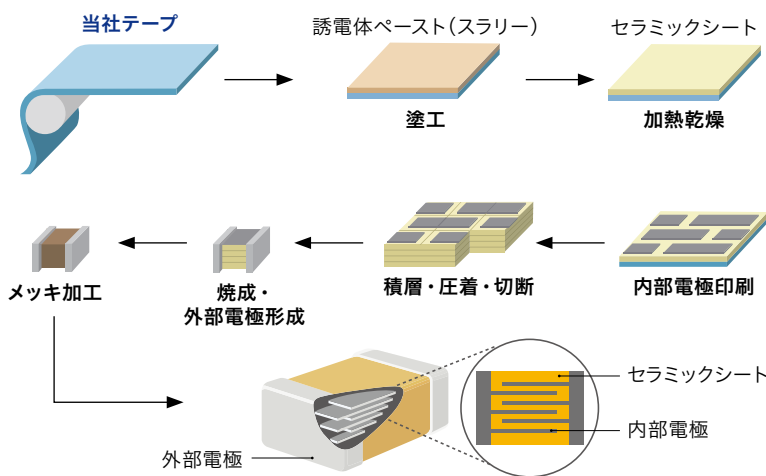 当社テープ
誘電体ペースト(スラリー)
セラミックシート
塗工
加熱乾燥
メッキ加工
焼成・
外部電極形成
積層・圧着・切断
内部電極印刷
セラミックシート
内部電極
外部電極